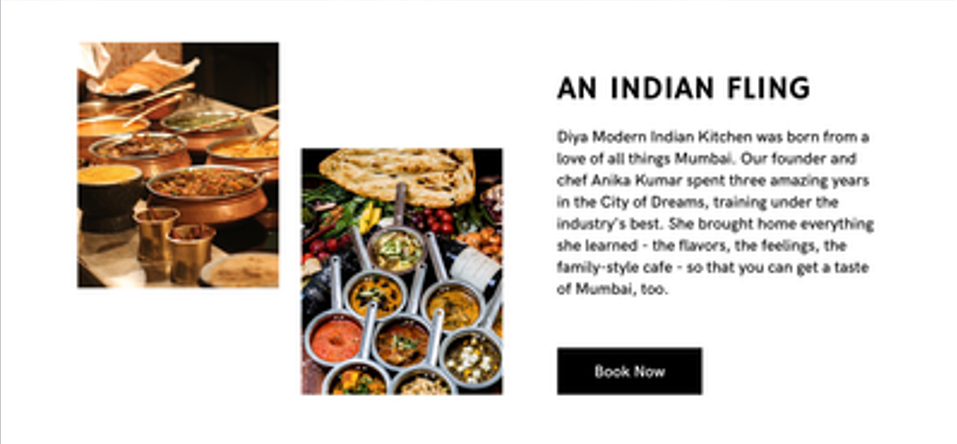 AN INDIAN FLING
Diya Modern Indian Kitchen was born from a
love of all things Mumbai. Our founder and
chef Anika Kumar spent three amazing years
in the City of Dreams, training under the
industry's best. She brought home everything
she learned - the flavors, the feelings, the
family-style cafe - so that you can get a taste
of Mumbai, too.
Book Now